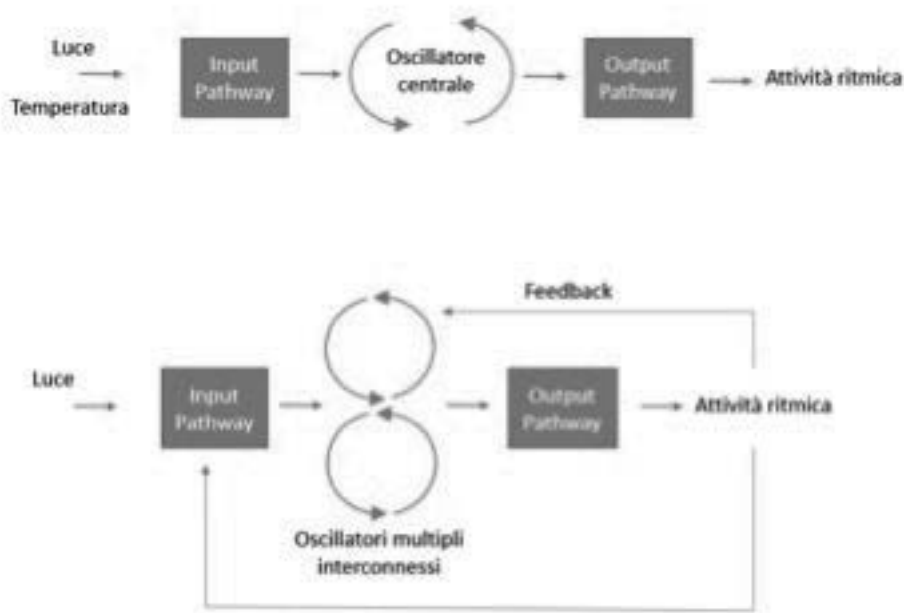 Luce
Temperatura
Input
Pathway
Oscillatore
centrale
Output
Pathway
Attività ritmica
Feedback
Luce
Input
Pathway
Output
Pathway
Attività ritmica
Oscillatori multipli
interconnessi